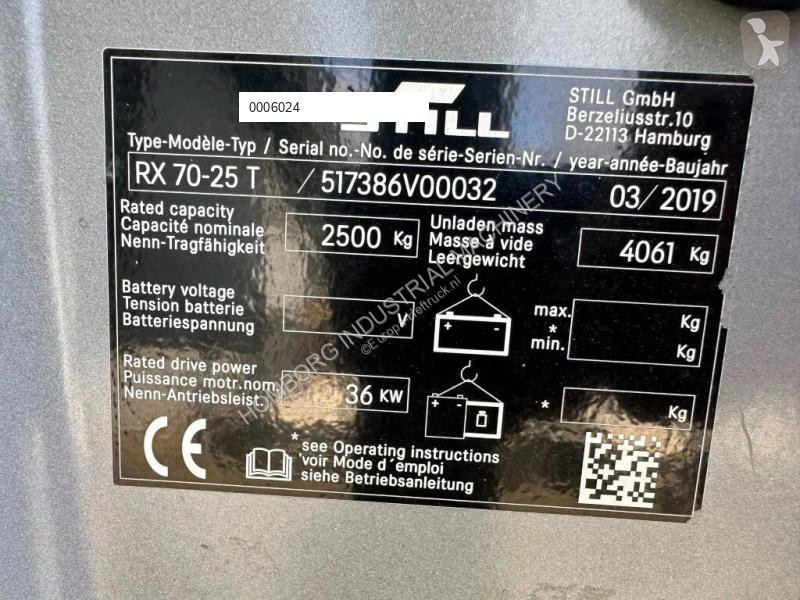 0006024
STILL
STILL GmbH
Berzeliusstr.10
D-22113 Hamburg
Type-Modèle-Typ / Serial no.-No. de série-Serien-Nr. / year-année-Baujahr
RX 70-25 T / 517386V00032 03/2019
Rated capacity
Capacité nominale
Nenn-Tragfähigkeit
2500 Kg
Unladen mass
Masse à vide
Leergewicht
4061 Kg
Battery voltage
Tension batterie
Batteriespannung
V
max.
*
min.
Kg
Kg
Rated drive power
Puissance motr.nom.
Nenn-Antriebsleist.
36 KW
* Kg
CE
*see Operating instructions
voir Mode d'emploi
siehe Betriebsanleitung
HOMBORG INDUSTRIAL MACHINERY
©Europa-Heftruck.nl